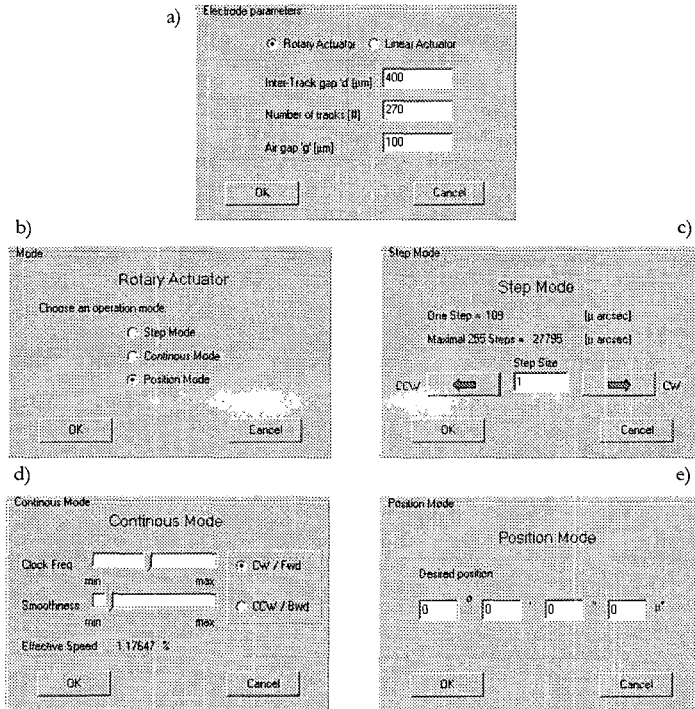 Electrode parameters
a)
Rotary Actuator Linear Actuator
Inter-Track gap 'd' [µm] 400
Number of tracks [#] 270
Air gap 'g' [µm] 100
OK Cancel
b)
Mode
Rotary Actuator
Choose an operation mode
Step Mode
Continous Mode
Position Mode
OK Cancel
c)
Step Mode
Step Mode
One Step = 109 [µ arcsec]
Maximal 255 Steps = 27795 [µ arcsec]
Step Size
CCW 1 CW
OK Cancel
d)
Continous Mode
Continous Mode
Clock Freq
min max
Smoothness
min max
CW / Fwd
CCW / Bwd
Effective Speed 1.17647 %
OK Cancel
e)
Position Mode
Position Mode
Desired position
0 ° 0 ' 0 " 0 µ"
OK Cancel